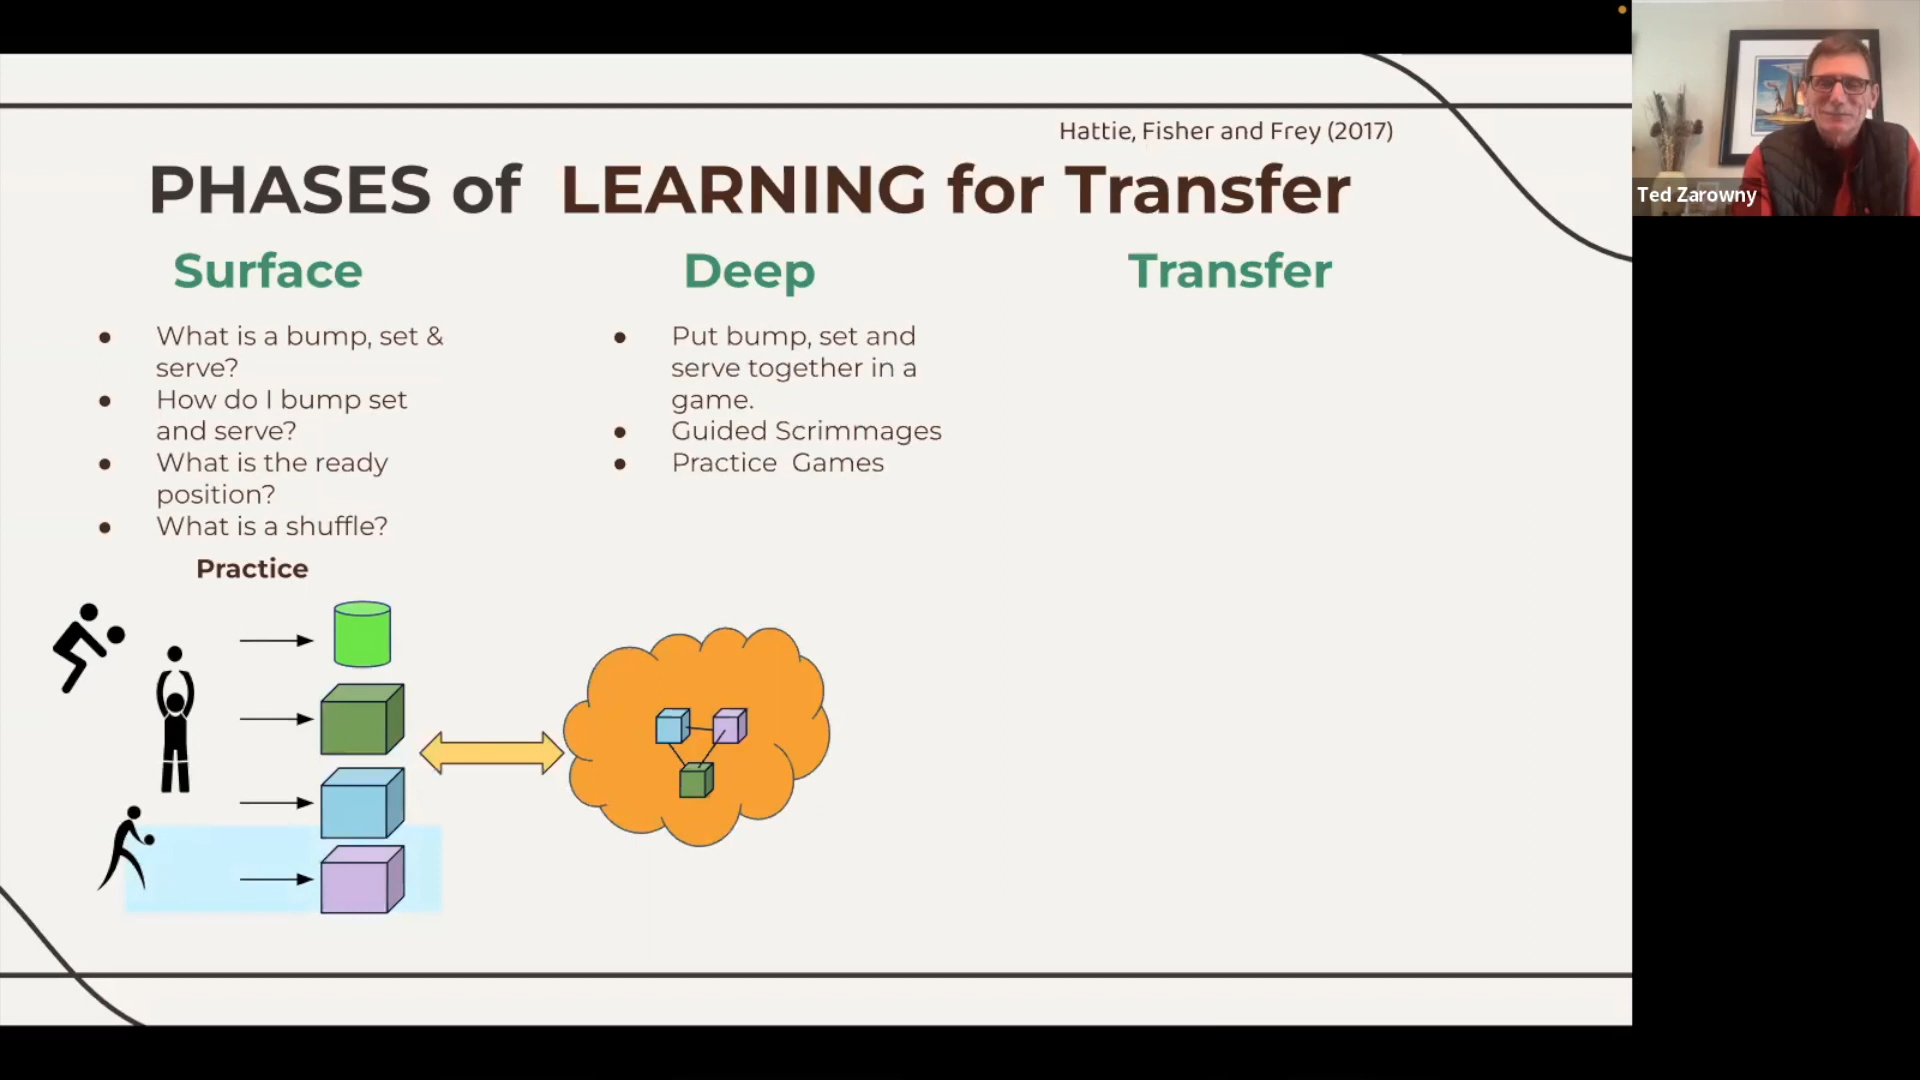 Hattie, Fisher and Frey (2017)
PHASES of LEARNING for Transfer
Surface
What is a bump, set &
serve?
How do I bump set
and serve?
What is the ready
position?
What is a shuffle?
Practice
Deep
Put bump, set and
serve together in a
game.
Guided Scrimmages
Practice Games
Transfer
Ted Zarowny